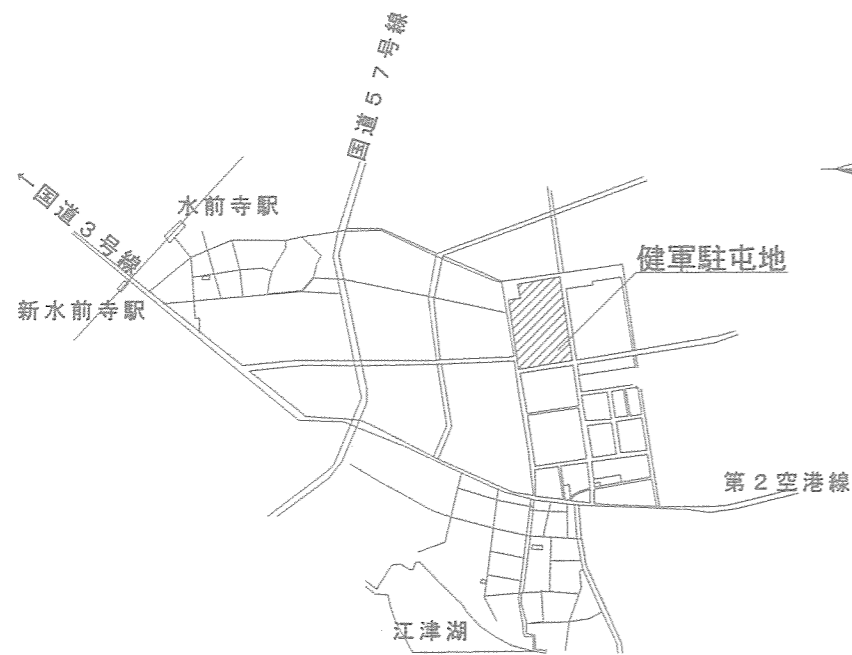 国道５７号線
←国道３号線
水前寺駅
新水前寺駅
健軍駐屯地
第２空港線
江津湖